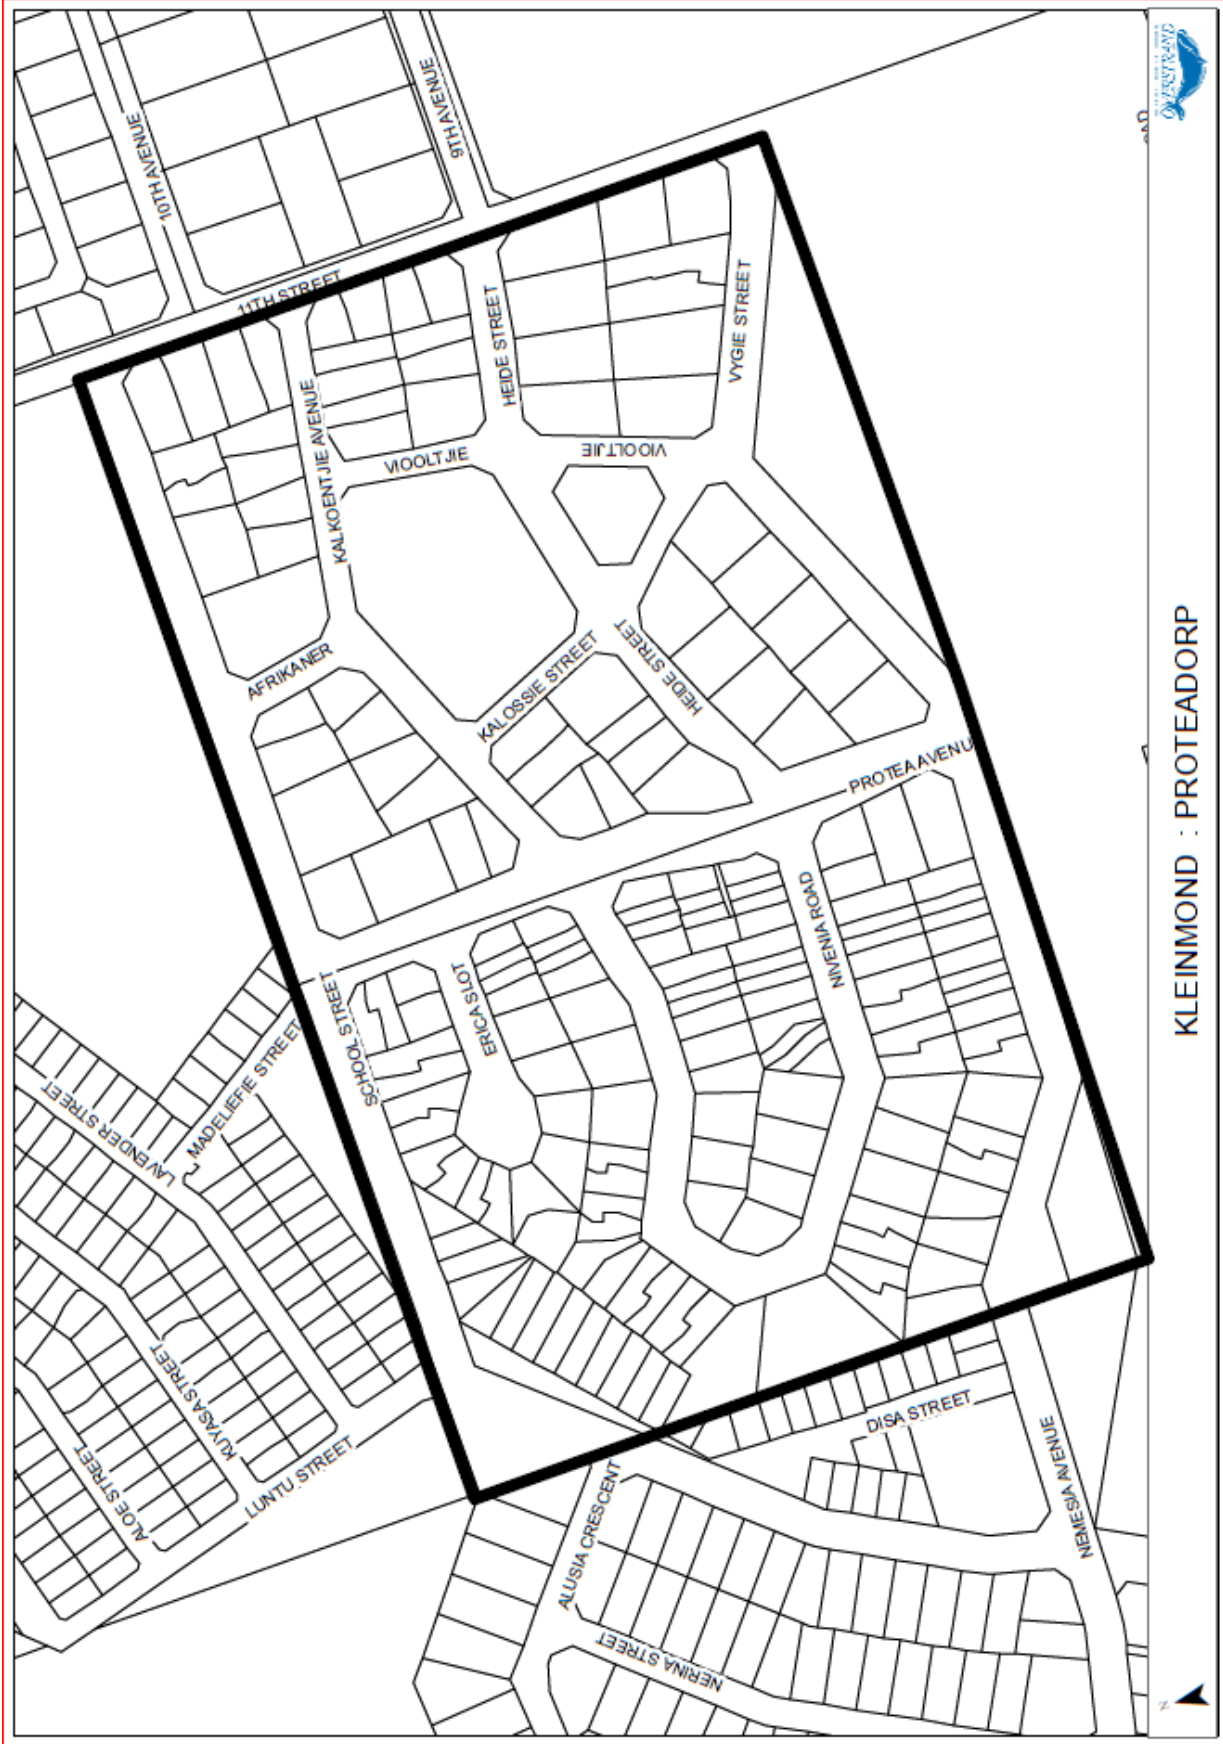 10TH AVENUE
9TH AVENUE
11TH STREET
HEIDE STREET
VYGIE STREET
KALKOENTJIE AVENUE
VIOOLTJIE
VIOOLTJIE
AFRIKANER
KALOSSIE STREET
HEIDE STREET
PROTEA AVENU
NIVENIA ROAD
ERICA SLOT
SCHOOL STREET
MADELIEFIE STREET
LAVENDER STREET
KUYASA STREET
ALOE STREET
LUNTU STREET
DISA STREET
NEMESIA AVENUE
ALUSIA CRESCENT
NERINA STREET
OVERSTRAND
KLEINMOND : PROTEADORP
N